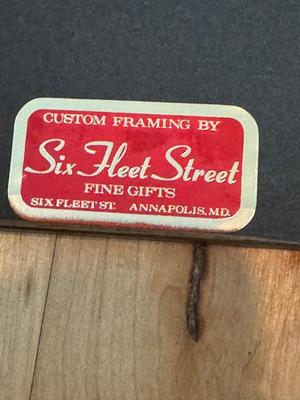 CUSTOM FRAMING BY
Six Fleet Street
FINE GIFTS
SIX FLEET ST. ANNAPOLIS, MD.